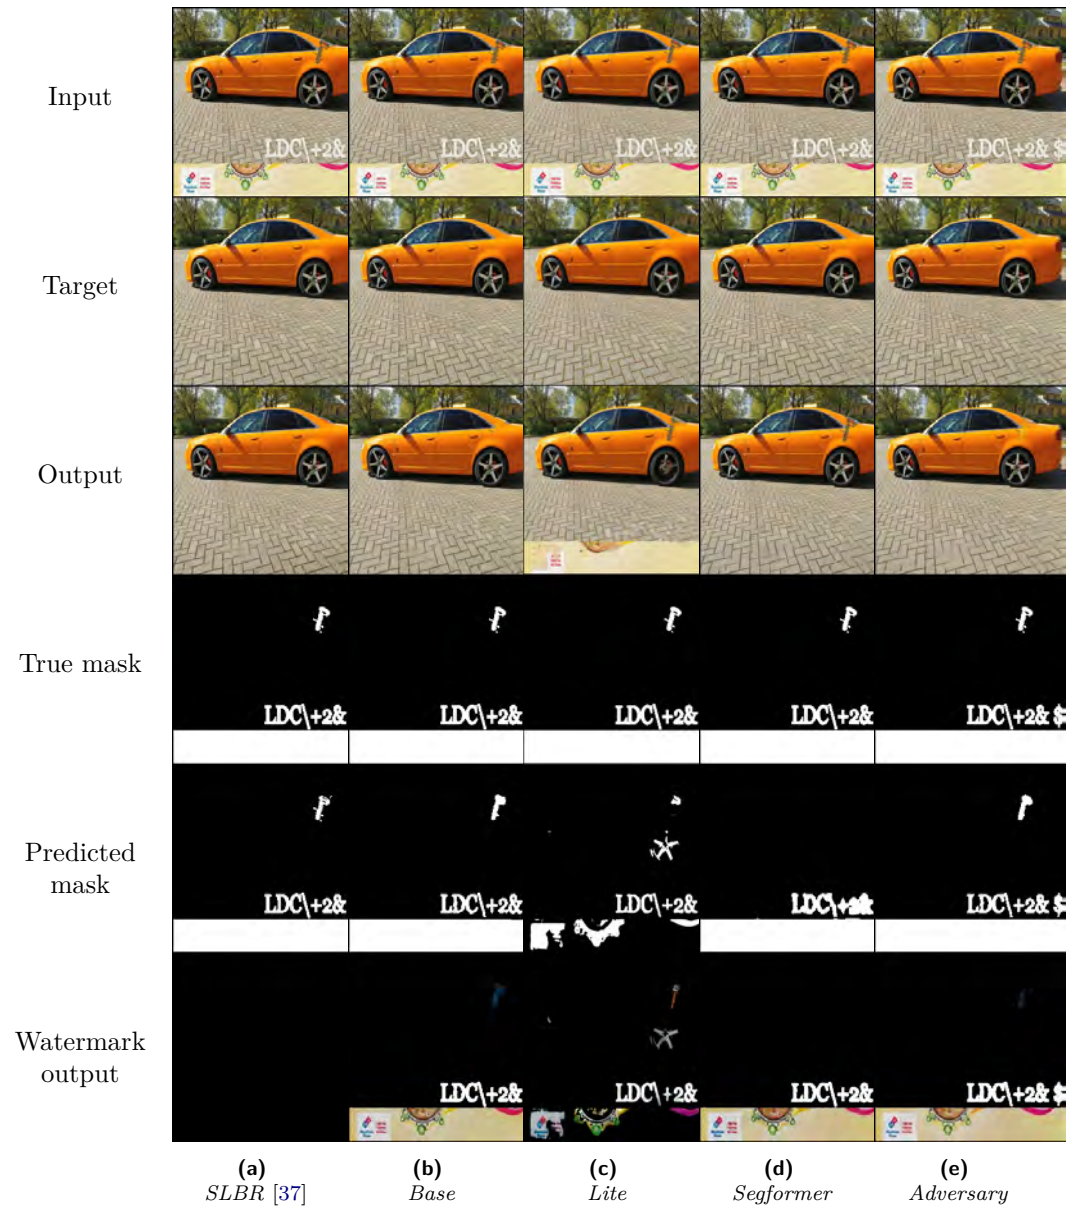 Input
LDC\+2& LDC\+2& LDC\+2& LDC\+2& LDC\+2& $
Target
Output
True mask
LDC\+2& LDC\+2& LDC\+2& LDC\+2& LDC\+2& $
Predicted
mask
LDC\+2& LDC\+2& LDC\+2& LDC\+2& LDC\+2& $
Watermark
output
LDC\+2& LDC\+2& LDC\+2& LDC\+2& $
(a) (b) (c) (d) (e)
SLBR [37] Base Lite Segformer Adversary